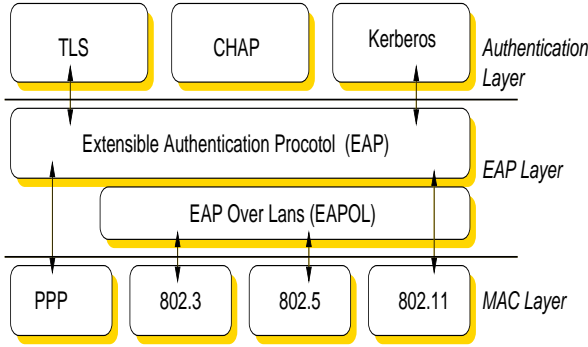 TLS
CHAP
Kerberos
Authentication
Layer
Extensible Authentication Procotol (EAP)
EAP Layer
EAP Over Lans (EAPOL)
PPP
802.3
802.5
802.11
MAC Layer